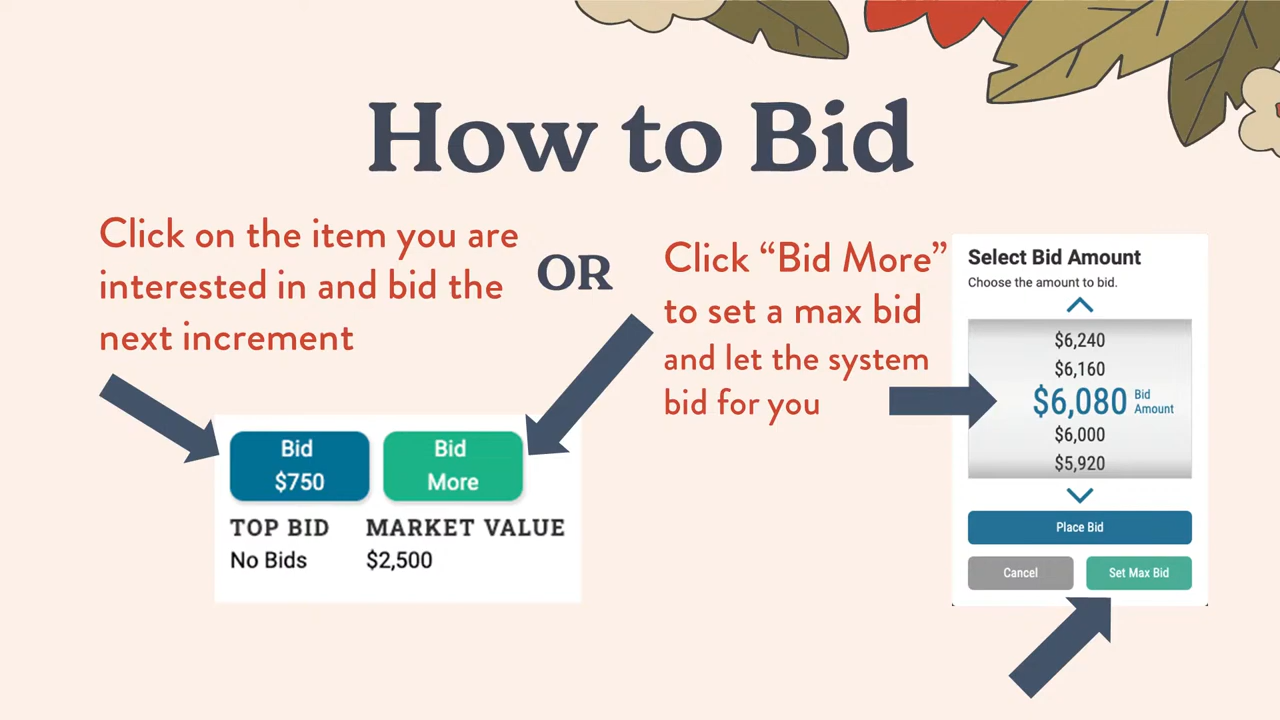 How to Bid
Click on the item you are
interested in and bid the
next increment
OR
Click “Bid More”
to set a max bid
and let the system
bid for you
Bid
$750
Bid
More
TOP BID
No Bids
MARKET VALUE
$2,500
Select Bid Amount
Choose the amount to bid.
$6,240
$6,160
$6,080 Bid
Amount
$6,000
$5,920
Place Bid
Cancel
Set Max Bid